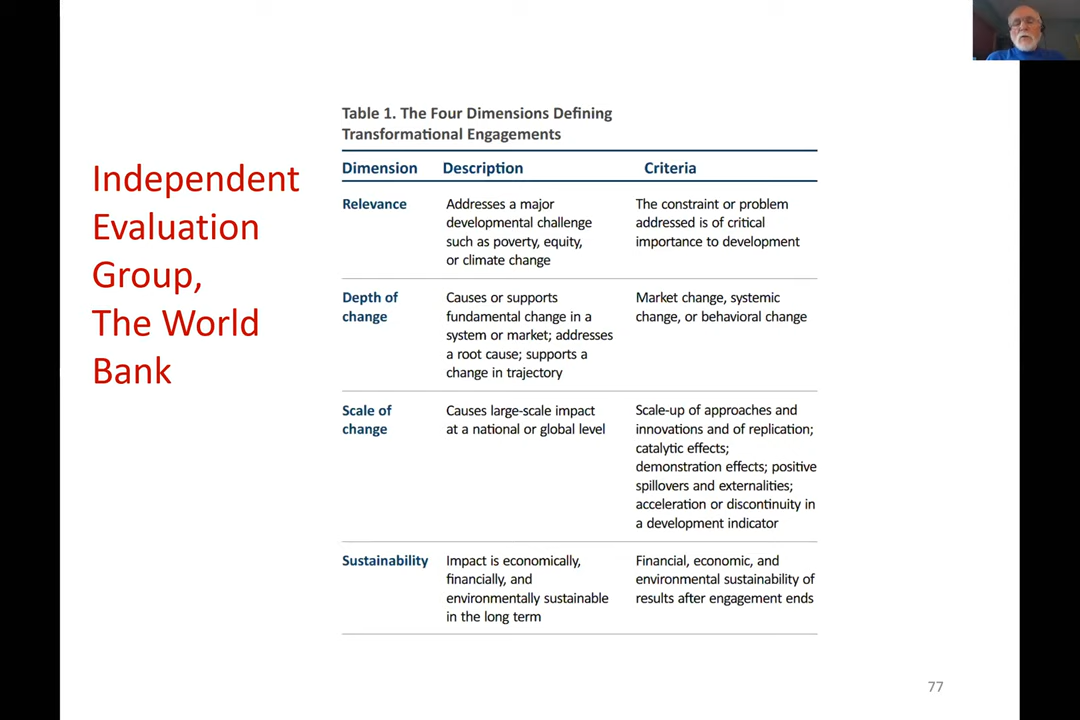 Independent
Evaluation
Group,
The World
Bank
Table 1. The Four Dimensions Defining
Transformational Engagements
Dimension Description Criteria
Relevance
Addresses a major
developmental challenge
such as poverty, equity,
or climate change
The constraint or problem
addressed is of critical
importance to development
Depth of
change
Causes or supports
fundamental change in a
system or market; addresses
a root cause; supports a
change in trajectory
Market change, systemic
change, or behavioral change
Scale of
change
Causes large-scale impact
at a national or global level
Scale-up of approaches and
innovations and of replication;
catalytic effects;
demonstration effects; positive
spillovers and externalities;
acceleration or discontinuity in
a development indicator
Sustainability
Impact is economically,
financially, and
environmentally sustainable
in the long term
Financial, economic, and
environmental sustainability of
results after engagement ends
77